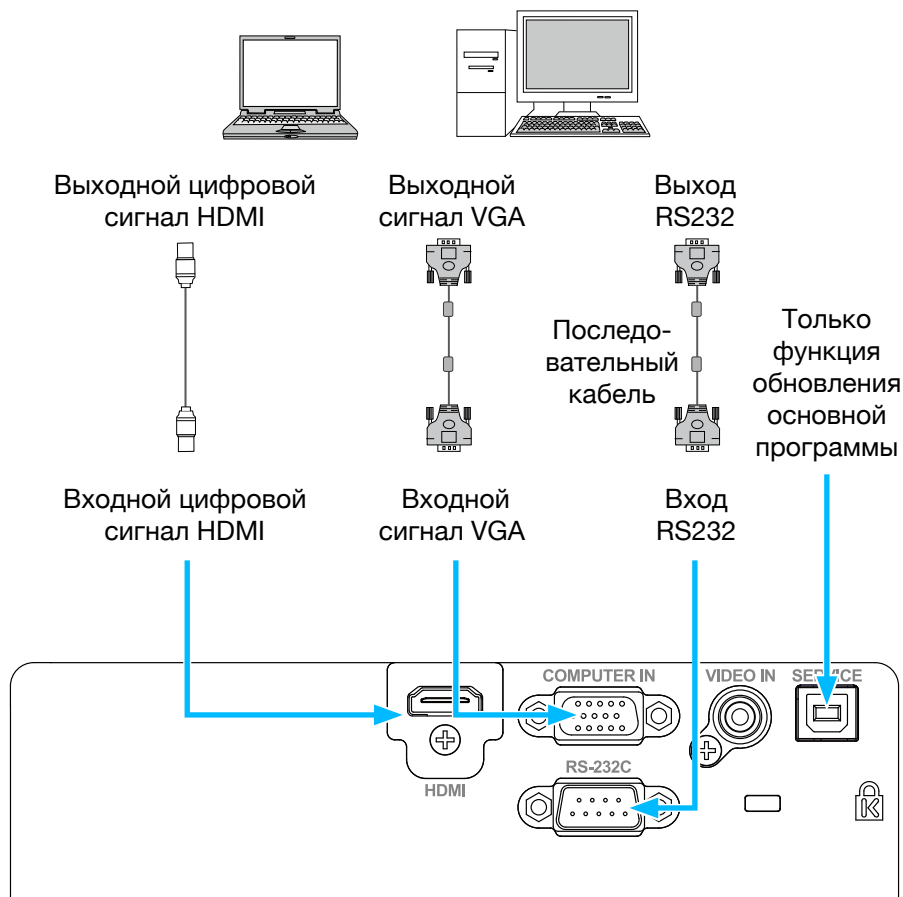 Выходной цифровой
сигнал HDMI
Выходной
сигнал VGA
Выход
RS232
Последо-
вательный
кабель
Только
функция
обновления
основной
программы
Входной цифровой
сигнал HDMI
Входной
сигнал VGA
Вход
RS232
COMPUTER IN
VIDEO IN
SERVICE
HDMI
RS-232C
K